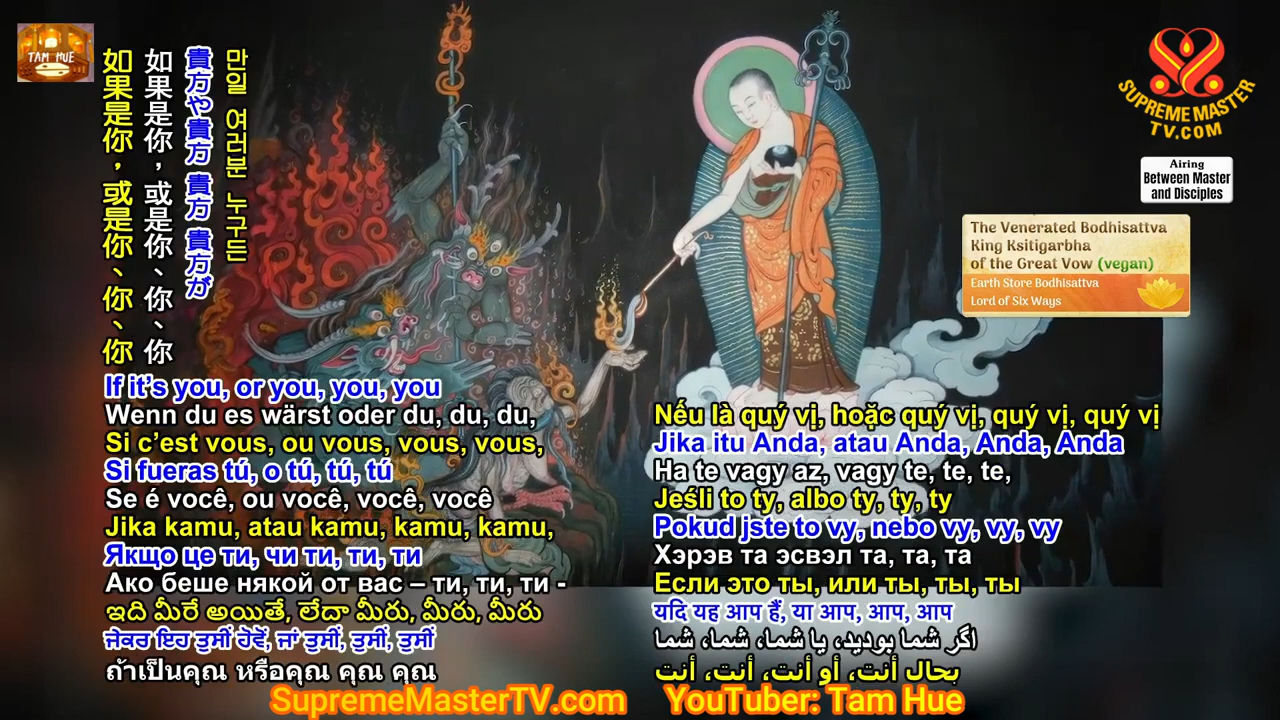 TAM HUE
如果是你，或是你、你、你
如果是你，或是你、你、你
貴方や貴方 貴方 貴方が
만일 여러분 누구든
SUPREME MASTER
TV.COM
Airing
Between Master
and Disciples
The Venerated Bodhisattva
King Ksitigarbha
of the Great Vow (vegan)
Earth Store Bodhisattva
Lord of Six Ways
If it's you, or you, you, you
Wenn du es wärst oder du, du, du,
Si c'est vous, ou vous, vous, vous,
Si fueras tú, o tú, tú, tú
Se é você, ou você, você, você
Jika kamu, atau kamu, kamu, kamu,
Якщо це ти, чи ти, ти, ти
Ако беше някой от вас – ти, ти, ти -
ఇది మీరే అయితే, లేదా మీరు, మీరు, మీరు
ਜੇਕਰ ਇਹ ਤੁਸੀਂ ਹੋਵੋਂ, ਜਾਂ ਤੁਸੀਂ, ਤੁਸੀਂ, ਤੁਸੀਂ
ถ้าเป็นคุณ หรือคุณ คุณ คุณ
Nếu là quý vị, hoặc quý vị, quý vị, quý vị
Jika itu Anda, atau Anda, Anda, Anda
Ha te vagy az, vagy te, te, te,
Jeśli to ty, albo ty, ty, ty
Pokud jste to vy, nebo vy, vy, vy
Хэрэв та эсвэл та, та, та
Если это ты, или ты, ты, ты
यदि यह आप हैं, या आप, आप, आप
اگر شما بودید، یا شما، شما، شما
بحال أنت، أو أنت، أنت، أنت
SupremeMasterTV.com YouTuber: Tam Hue